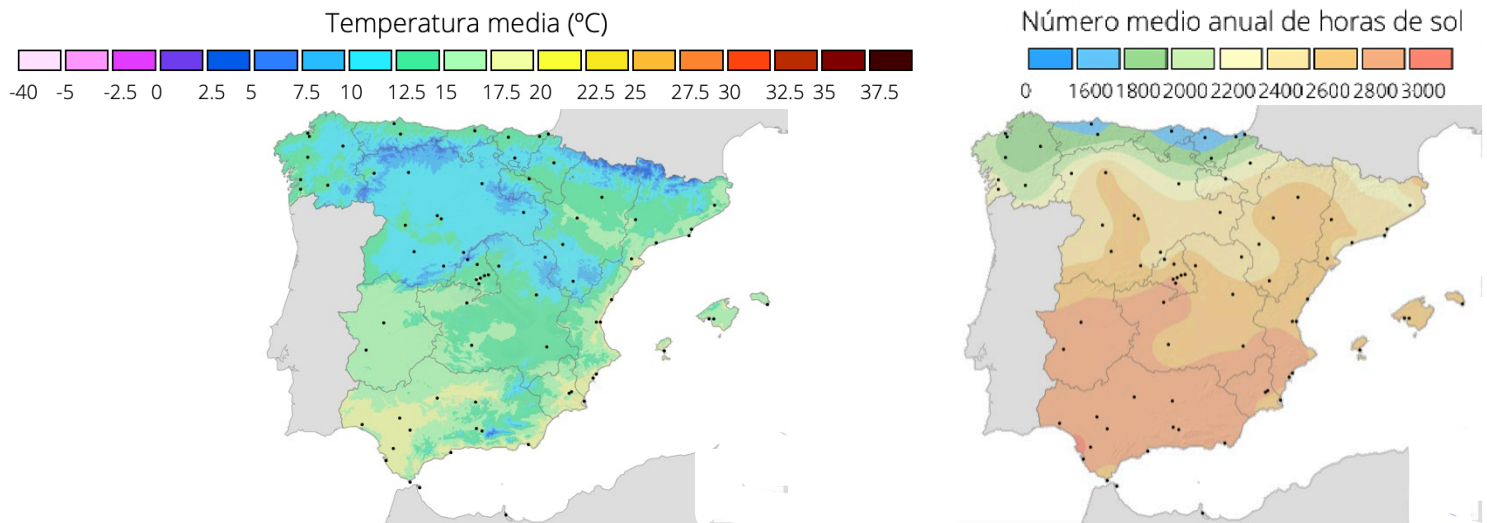 Temperatura media (ºC)
-40 -5 -2.5 0 2.5 5 7.5 10 12.5 15 17.5 20 22.5 25 27.5 30 32.5 35 37.5
Número medio anual de horas de sol
0 1600 1800 2000 2200 2400 2600 2800 3000